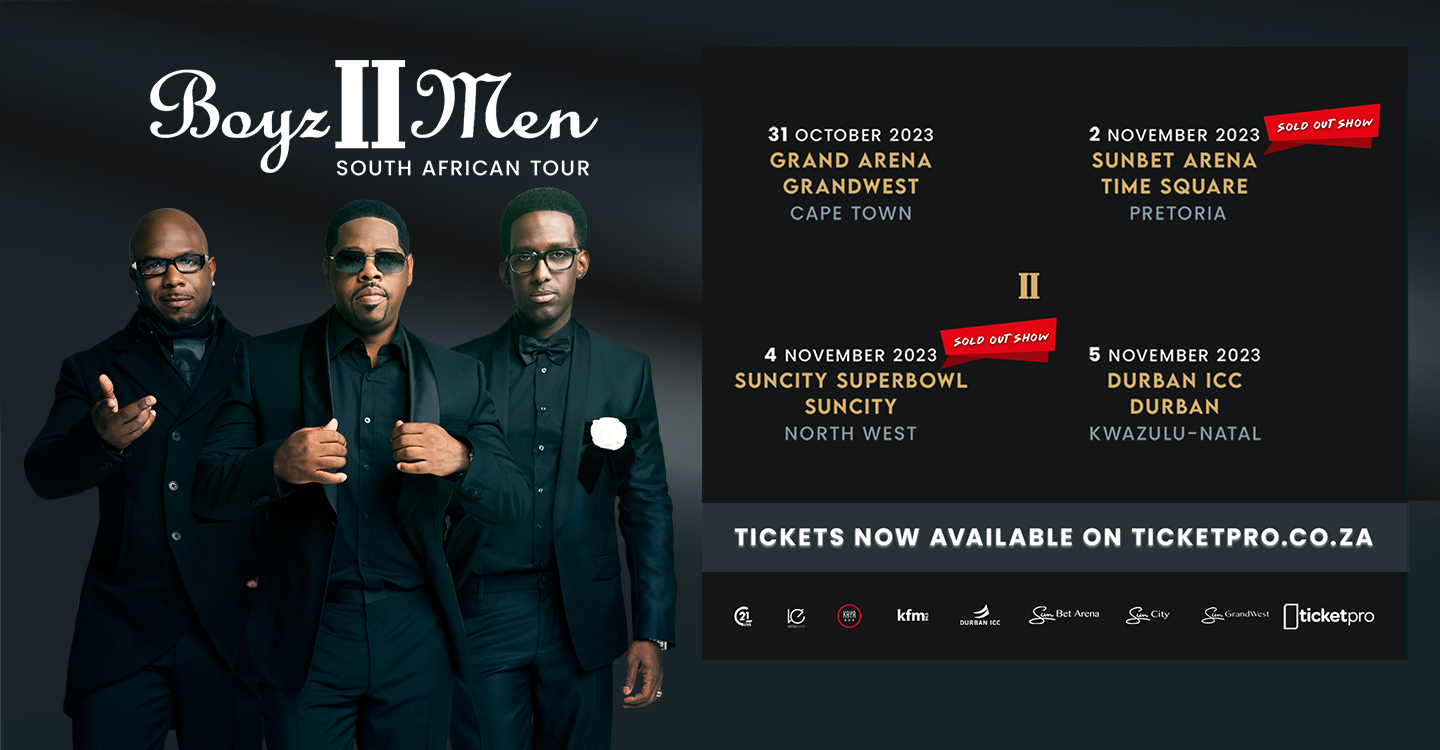 Boyz II Men
SOUTH AFRICAN TOUR
31 OCTOBER 2023
GRAND ARENA
GRANDWEST
CAPE TOWN
2 NOVEMBER 2023
SOLD OUT SHOW
SUNBET ARENA
TIME SQUARE
PRETORIA
II
4 NOVEMBER 2023
SOLD OUT SHOW
SUNCITY SUPERBOWL
SUNCITY
NORTH WEST
5 NOVEMBER 2023
DURBAN ICC
DURBAN
KWAZULU-NATAL
TICKETS NOW AVAILABLE ON TICKETPRO.CO.ZA
kfm
DURBAN ICC
Sun Bet Arena
Sun City
Sun GrandWest
ticketpro